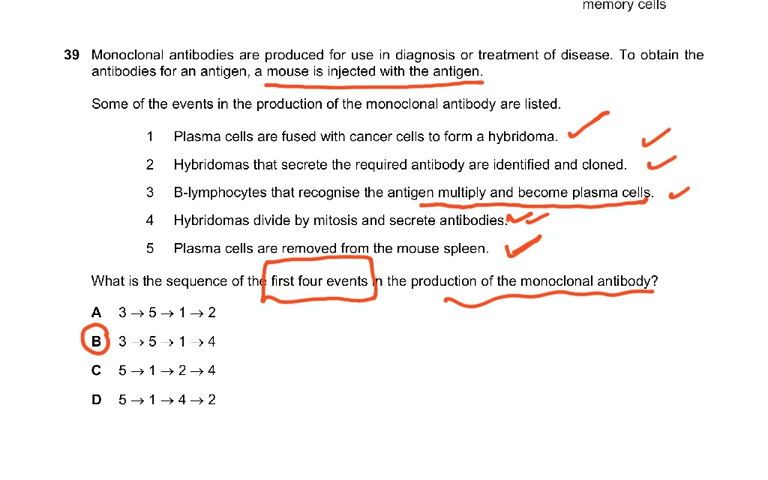 memory cells
39 Monoclonal antibodies are produced for use in diagnosis or treatment of disease. To obtain the
antibodies for an antigen, a mouse is injected with the antigen.
Some of the events in the production of the monoclonal antibody are listed.
1 Plasma cells are fused with cancer cells to form a hybridoma.
2 Hybridomas that secrete the required antibody are identified and cloned.
3 B-lymphocytes that recognise the antigen multiply and become plasma cells.
4 Hybridomas divide by mitosis and secrete antibodies.
5 Plasma cells are removed from the mouse spleen.
What is the sequence of the first four events in the production of the monoclonal antibody?
A 3 → 5 → 1 → 2
B 3 → 5 → 1 → 4
C 5 → 1 → 2 → 4
D 5 → 1 → 4 → 2